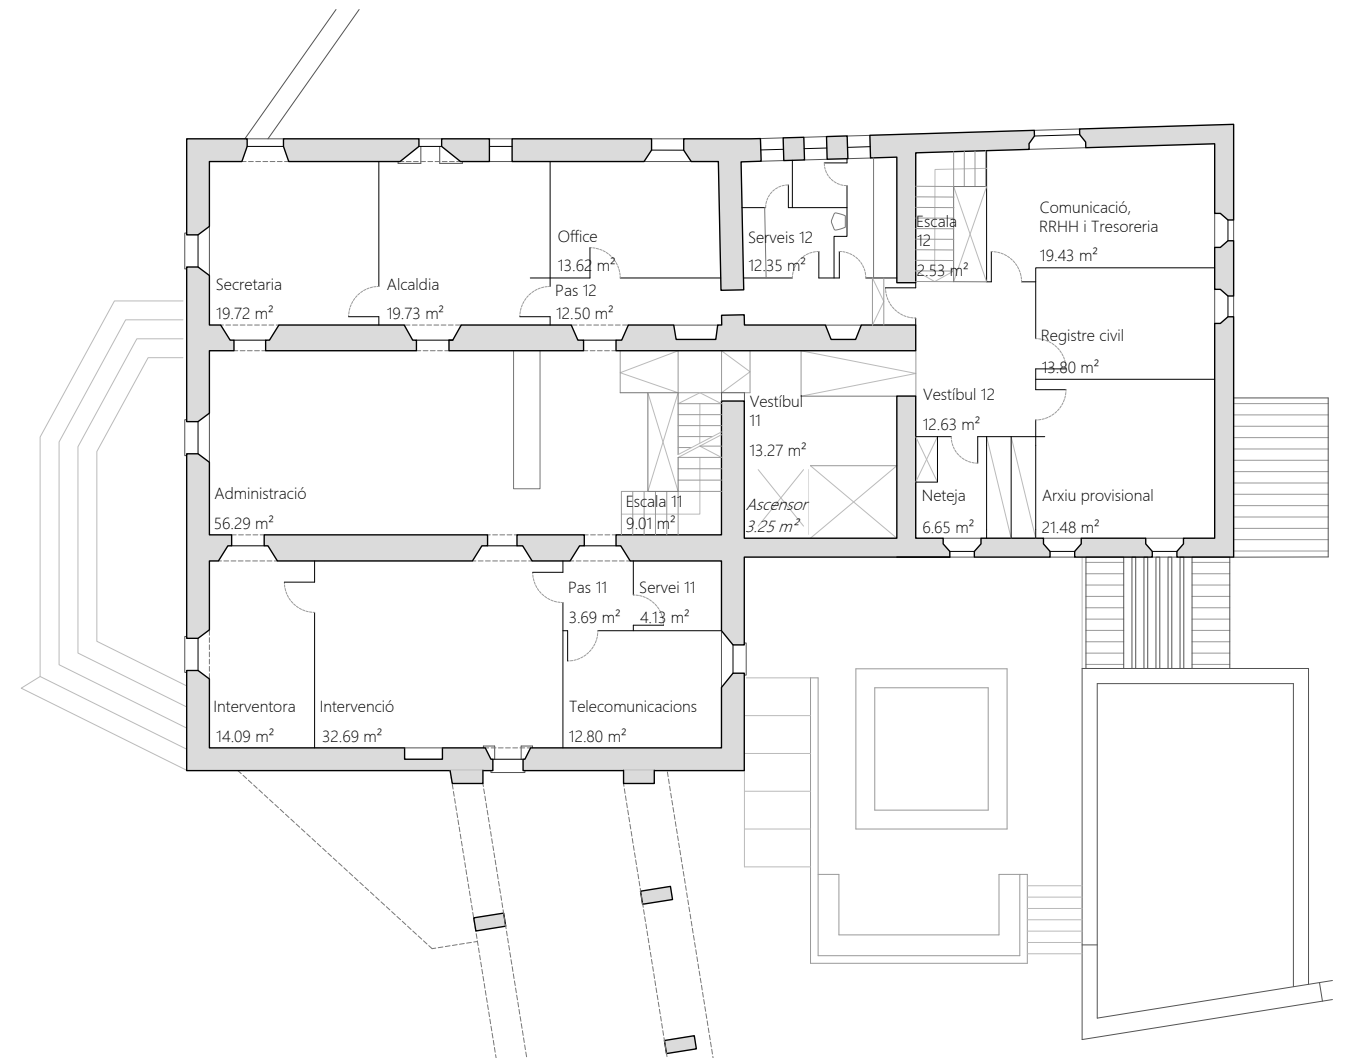 Comunicació,
RRHH i Tresoreria
19.43 m²
Escala
12
2.53 m²
Office
13.62 m²
Serveis 12
12.35 m²
Secretaria
19.72 m²
Alcaldia
19.73 m²
Pas 12
12.50 m²
Registre civil
13.80 m²
Vestíbul
11
13.27 m²
Vestíbul 12
12.63 m²
Administració
56.29 m²
Escala 11
9.01 m²
Ascensor
3.25 m²
Neteja
6.65 m²
Arxiu provisional
21.48 m²
Pas 11
3.69 m²
Servei 11
4.13 m²
Interventora
14.09 m²
Intervenció
32.69 m²
Telecomunicacions
12.80 m²